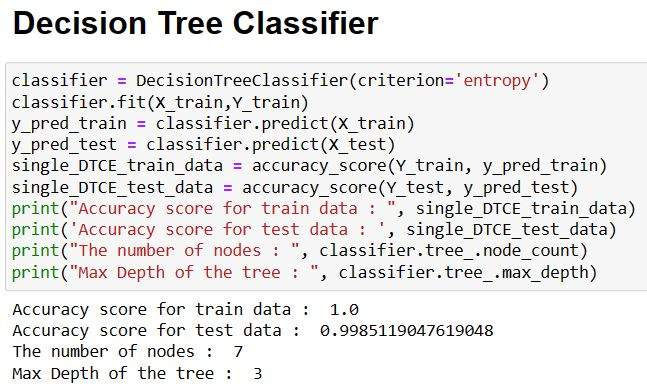 Decision Tree Classifier
classifier = DecisionTreeClassifier(criterion='entropy')
classifier.fit(X_train,Y_train)
y_pred_train = classifier.predict(X_train)
y_pred_test = classifier.predict(X_test)
single_DTCE_train_data = accuracy_score(Y_train, y_pred_train)
single_DTCE_test_data = accuracy_score(Y_test, y_pred_test)
print("Accuracy score for train data : ", single_DTCE_train_data)
print('Accuracy score for test data : ', single_DTCE_test_data)
print("The number of nodes : ", classifier.tree_.node_count)
print("Max Depth of the tree : ", classifier.tree_.max_depth)
Accuracy score for train data :  1.0
Accuracy score for test data :  0.9985119047619048
The number of nodes :  7
Max Depth of the tree :  3